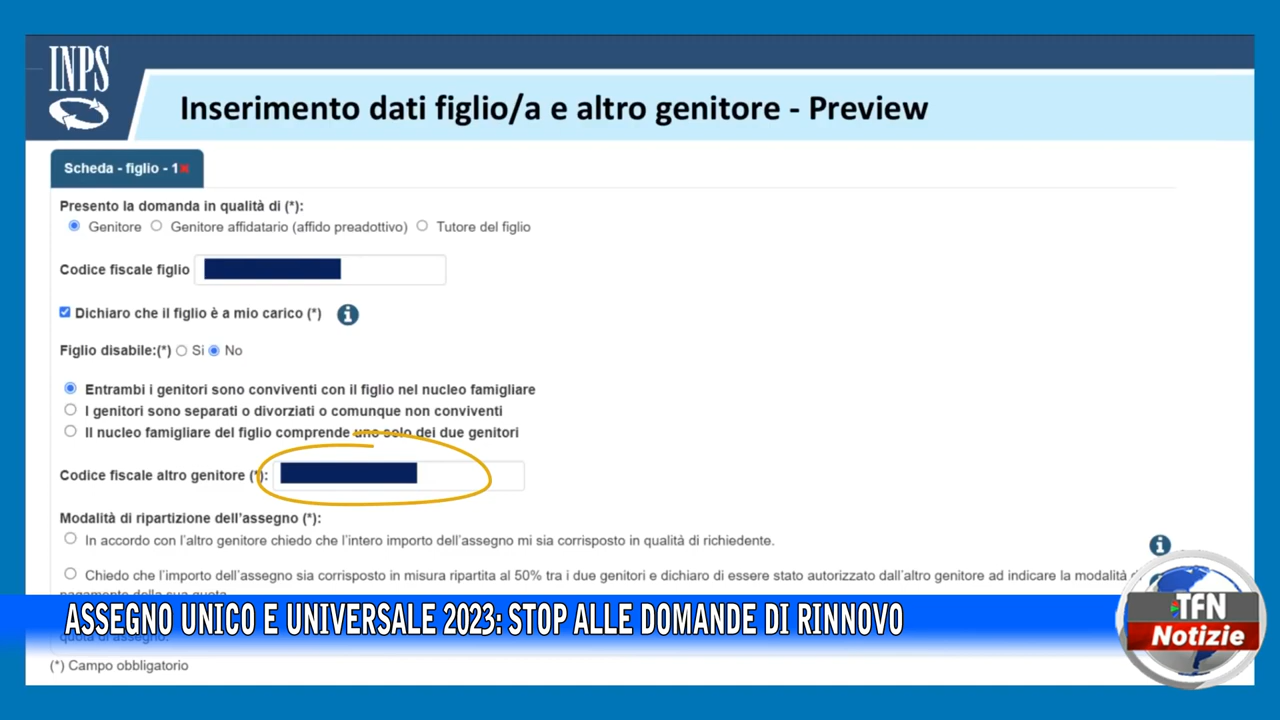 INPS
Inserimento dati figlio/a e altro genitore - Preview
Scheda - figlio - 1
Presento la domanda in qualità di (*):
Genitore Genitore affidatario (affido preadottivo) Tutore del figlio
Codice fiscale figlio
Dichiaro che il figlio è a mio carico (*)
Figlio disabile:(*) Si No
Entrambi i genitori sono conviventi con il figlio nel nucleo famigliare
I genitori sono separati o divorziati o comunque non conviventi
Il nucleo famigliare del figlio comprende uno solo dei due genitori
Codice fiscale altro genitore (*):
Modalità di ripartizione dell'assegno (*):
In accordo con l'altro genitore chiedo che l'intero importo dell'assegno mi sia corrisposto in qualità di richiedente.
Chiedo che l'importo dell'assegno sia corrisposto in misura ripartita al 50% tra i due genitori e dichiaro di essere stato autorizzato dall'altro genitore ad indicare la modalità
pagamento della sua quota
ASSEGNO UNICO E UNIVERSALE 2023: STOP ALLE DOMANDE DI RINNOVO
quota di assegno.
TFN
Notizie
(*) Campo obbligatorio